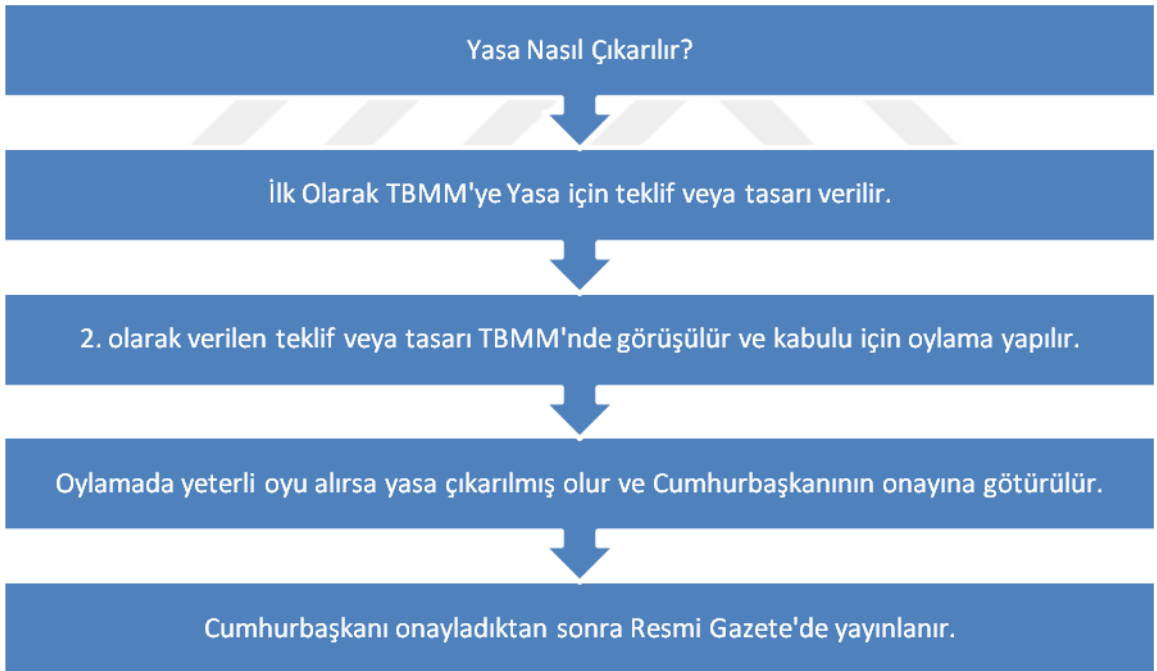 Yasa Nasıl Çıkarılır?
İlk Olarak TBMM'ye Yasa için teklif veya tasarı verilir.
2. olarak verilen teklif veya tasarı TBMM'nde görüşülür ve kabulu için oylama yapılır.
Oylamada yeterli oyu alırsa yasa çıkarılmış olur ve Cumhurbaşkanının onayına götürülür.
Cumhurbaşkanı onayladıktan sonra Resmi Gazete'de yayınlanır.